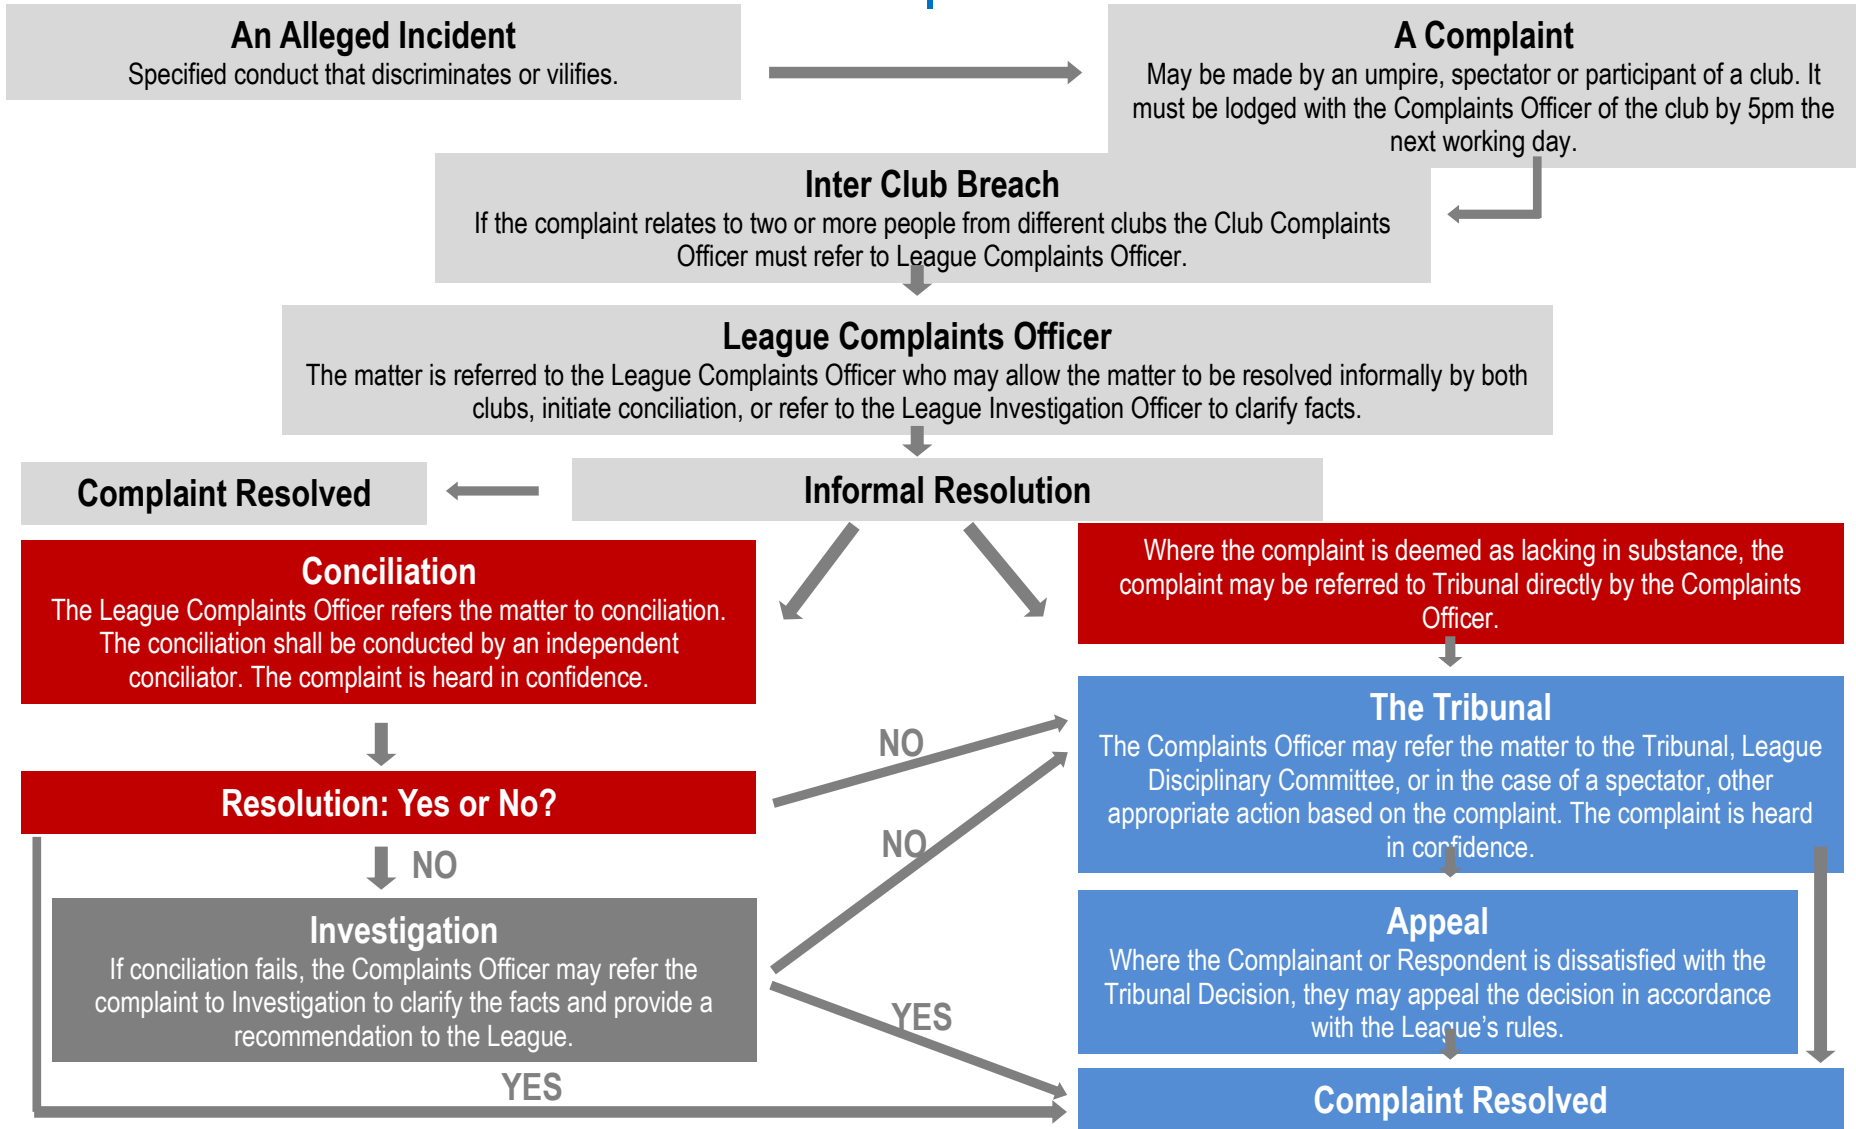 An Alleged Incident
Specified conduct that discriminates or vilifies.
A Complaint
May be made by an umpire, spectator or participant of a club. It
must be lodged with the Complaints Officer of the club by 5pm the
next working day.
Inter Club Breach
If the complaint relates to two or more people from different clubs the Club Complaints
Officer must refer to League Complaints Officer.
League Complaints Officer
The matter is referred to the League Complaints Officer who may allow the matter to be resolved informally by both
clubs, initiate conciliation, or refer to the League Investigation Officer to clarify facts.
Complaint Resolved
Informal Resolution
Conciliation
The League Complaints Officer refers the matter to conciliation.
The conciliation shall be conducted by an independent
conciliator. The complaint is heard in confidence.
Where the complaint is deemed as lacking in substance, the
complaint may be referred to Tribunal directly by the Complaints
Officer.
Resolution: Yes or No?
NO
NO
NO
The Tribunal
The Complaints Officer may refer the matter to the Tribunal, League
Disciplinary Committee, or in the case of a spectator, other
appropriate action based on the complaint. The complaint is heard
in confidence.
Investigation
If conciliation fails, the Complaints Officer may refer the
complaint to Investigation to clarify the facts and provide a
recommendation to the League.
YES
YES
Appeal
Where the Complainant or Respondent is dissatisfied with the
Tribunal Decision, they may appeal the decision in accordance
with the League's rules.
Complaint Resolved